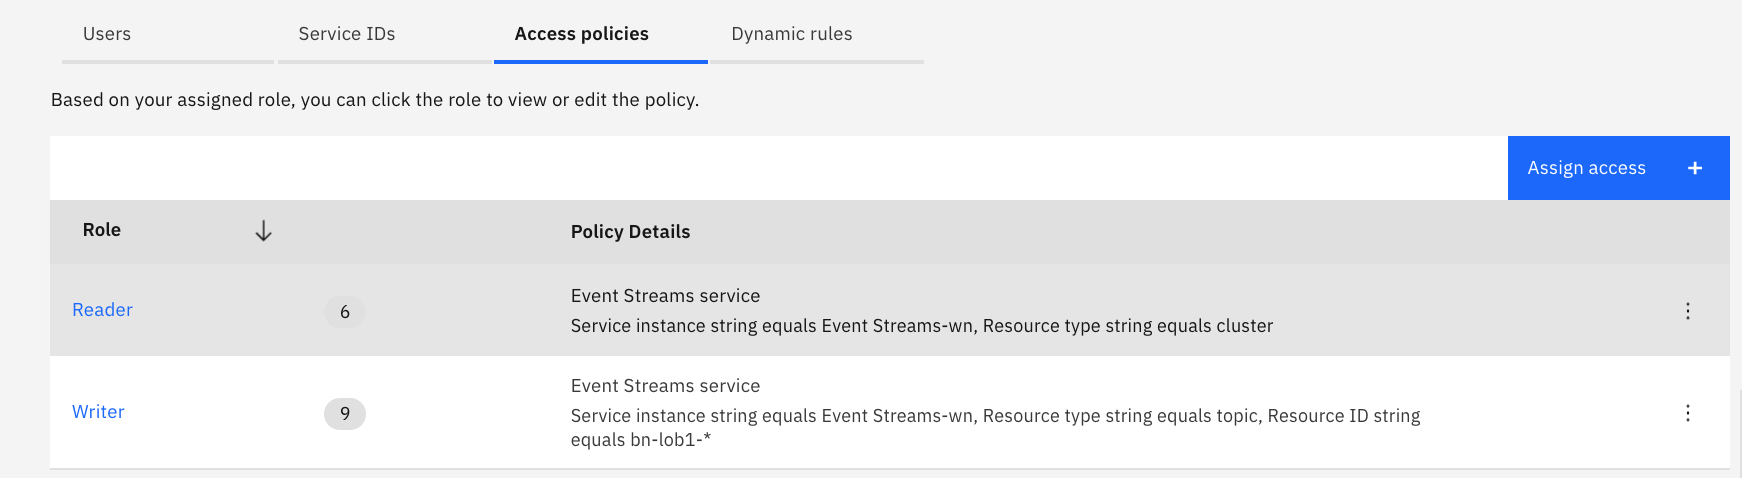 Users Service IDs Access policies Dynamic rules
Based on your assigned role, you can click the role to view or edit the policy.
Assign access +
Role Policy Details
Reader 6 Event Streams service
Service instance string equals Event Streams-wn, Resource type string equals cluster
Writer 9 Event Streams service
Service instance string equals Event Streams-wn, Resource type string equals topic, Resource ID string
equals bn-lob1-*